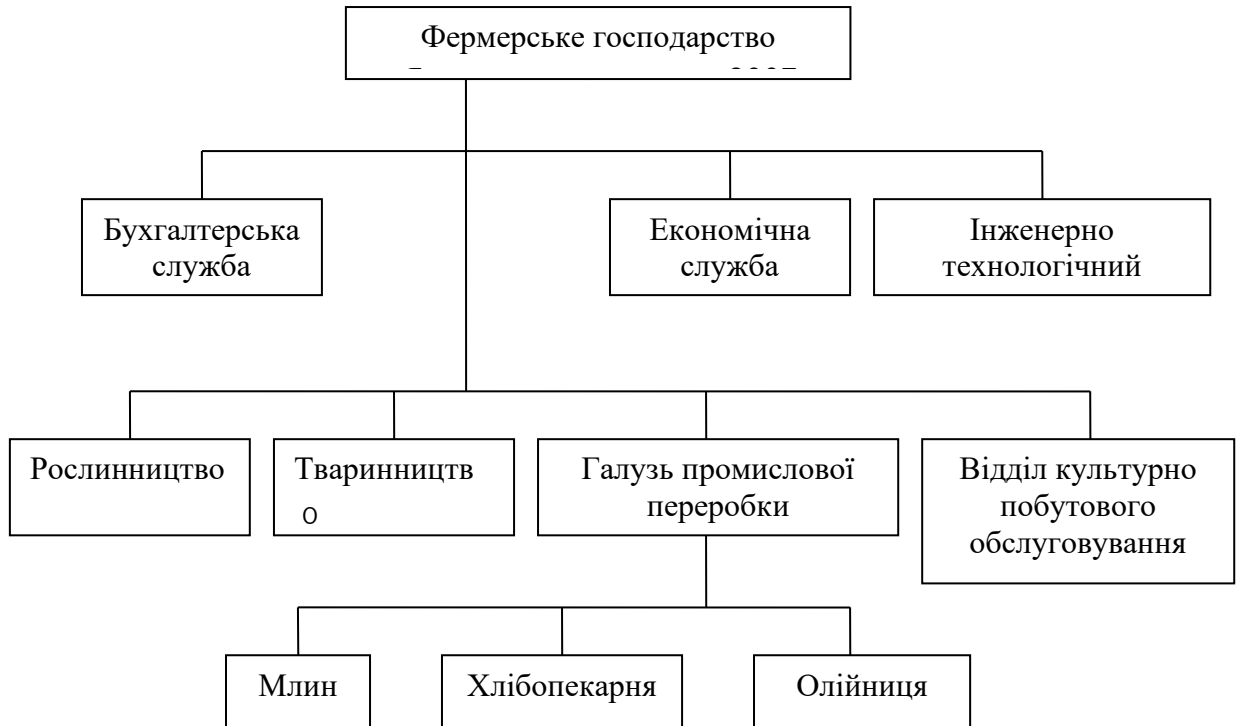 Фермерське господарство
Бухгалтерська
служба
Економічна
служба
Інженерно
технологічний
Рослинництво
Тваринництв
о
Галузь промислової
переробки
Відділ культурно
побутового
обслуговування
Млин
Хлібопекарня
Олійниця